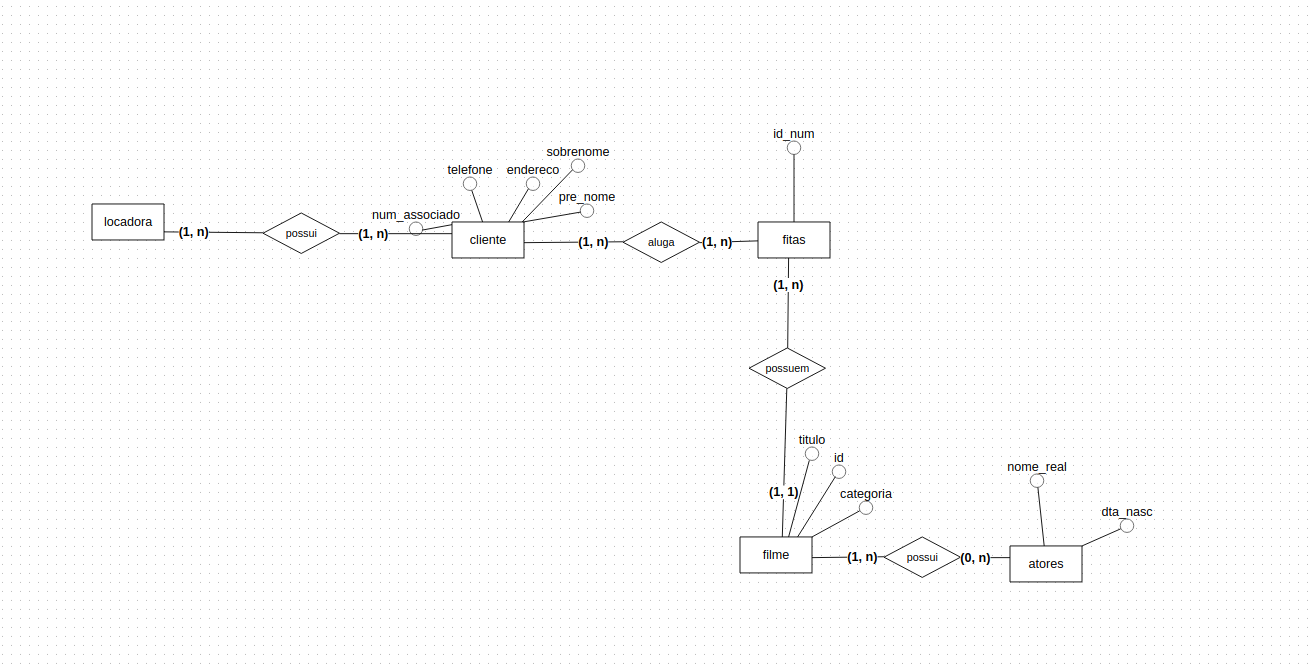 id_num
sobrenome
telefone
endereco
pre_nome
num_associado
locadora
(1, n)
possui
(1, n)
cliente
(1, n)
aluga
(1, n)
fitas
(1, n)
possuem
titulo
id
categoria
(1, 1)
nome_real
dta_nasc
filme
(1, n)
possui
(0, n)
atores